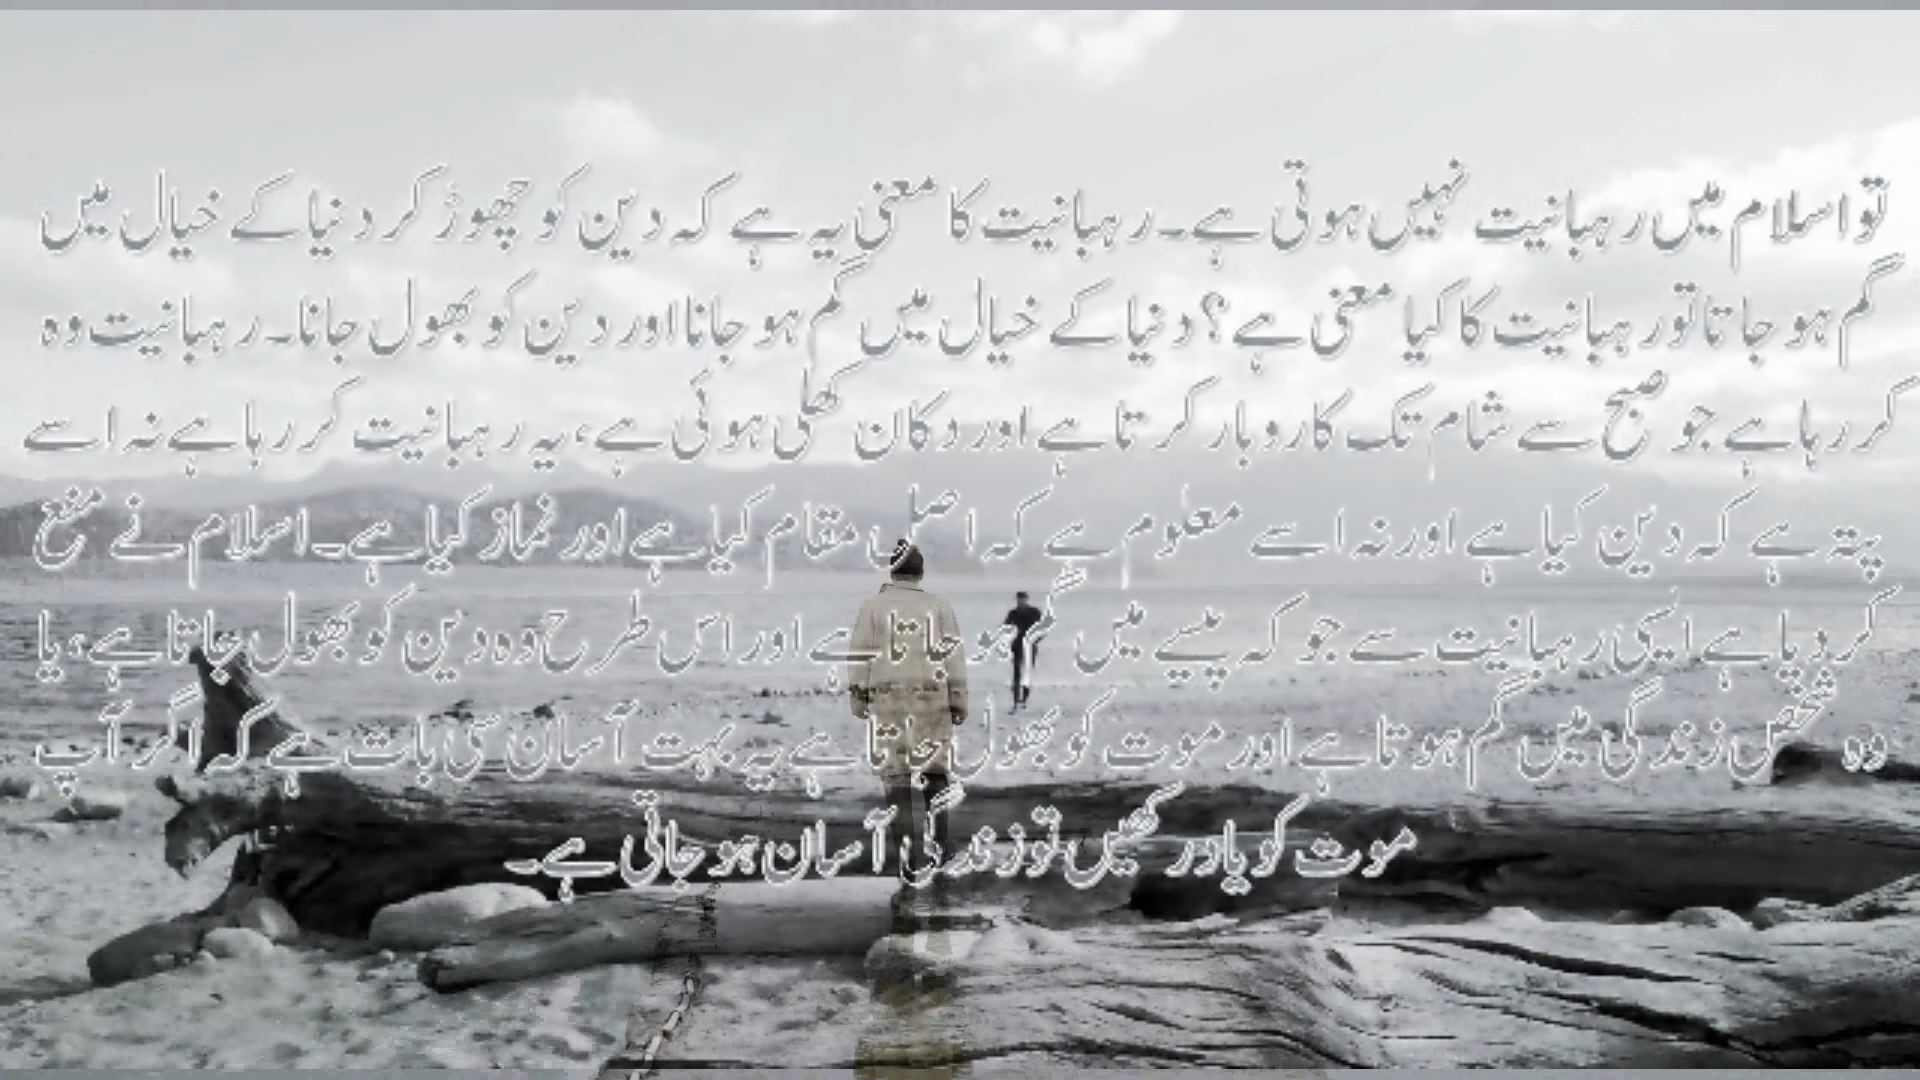 تو اسلام میں رہبانیت نہیں ہوتی ہے۔ رہبانیت کا معنی یہ ہے کہ دین کو چھوڑ کر دنیا کے خیال میں
گم ہو جاتا تو رہبانیت کا کیا معنی ہے؟ دنیا کے خیال میں گم ہو جانا اور دین کو بھول جانا۔ رہبانیت وہ
کر رہا ہے جو صبح سے شام تک کاروبار کرتا ہے اور دکان کھلی ہوئی ہے، یہ رہبانیت کر رہا ہے نہ اسے
پتہ ہے کہ دین کیا ہے اور نہ اسے معلوم ہے کہ اصل مقام کیا ہے اور نماز کیا ہے۔ اسلام نے منع
کر دیا ہے ایسی رہبانیت سے جو کہ پیسے میں گم ہو جاتا ہے اور اس طرح وہ دین کو بھول جاتا ہے، یا
وہ شخص زندگی میں گم ہوتا ہے اور موت کو بھول جاتا ہے یہ بہت آسان سی بات ہے کہ اگر آپ
موت کو یاد رکھیں تو زندگی آسان ہو جاتی ہے۔